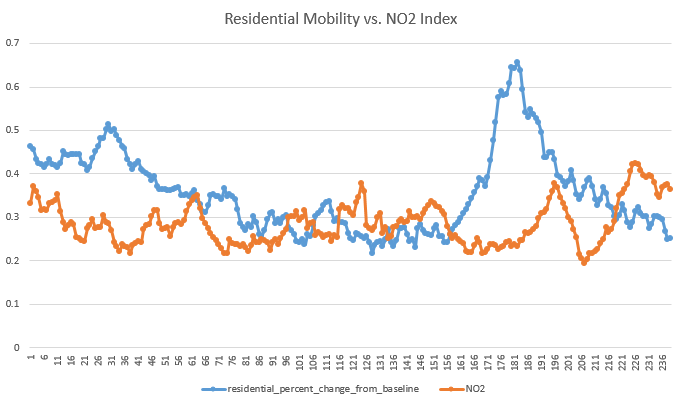 Residential Mobility vs. NO2 Index
0.7
0.6
0.5
0.4
0.3
0.2
0.1
0
1 6 11 16 21 26 31 36 41 46 51 56 61 66 71 76 81 86 91 96 101 106 111 116 121 126 131 136 141 146 151 156 161 166 171 176 181 186 191 196 201 206 211 216 221 226 231 236
residential_percent_change_from_baseline NO2